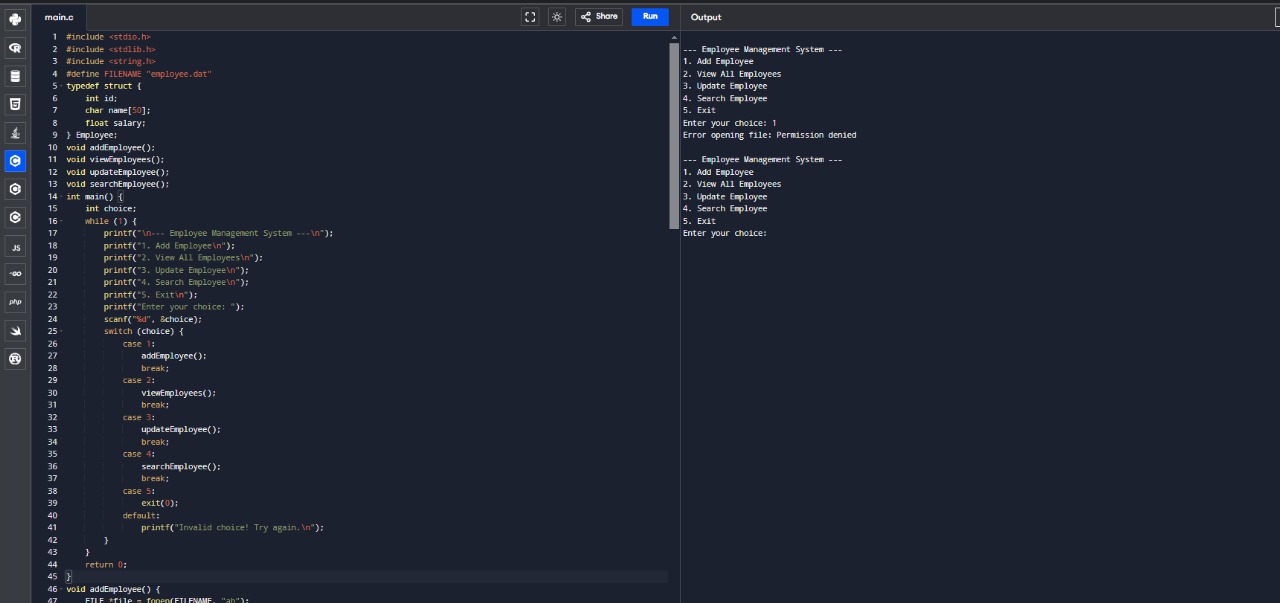 main.c
Share
Run
Output
1 #include <stdio.h>
2 #include <stdlib.h>
3 #include <string.h>
4 #define FILENAME "employee.dat"
5 typedef struct {
6 int id;
7 char name[50];
8 float salary;
9 } Employee;
10 void addEmployee();
11 void viewEmployees();
12 void updateEmployee();
13 void searchEmployee();
14 int main() {
15 int choice;
16 while (1) {
17 printf("\n--- Employee Management System ---\n");
18 printf("1. Add Employee\n");
19 printf("2. View All Employees\n");
20 printf("3. Update Employee\n");
21 printf("4. Search Employee\n");
22 printf("5. Exit\n");
23 printf("Enter your choice: ");
24 scanf("%d", &choice);
25 switch (choice) {
26 case 1:
27 addEmployee();
28 break;
29 case 2:
30 viewEmployees();
31 break;
32 case 3:
33 updateEmployee();
34 break;
35 case 4:
36 searchEmployee();
37 break;
38 case 5:
39 exit(0);
40 default:
41 printf("Invalid choice! Try again.\n");
42 }
43 }
44 return 0;
45 }
46 void addEmployee() {
47 FILE *file = fopen(FILENAME, "ab");
--- Employee Management System ---
1. Add Employee
2. View All Employees
3. Update Employee
4. Search Employee
5. Exit
Enter your choice: 1
Error opening file: Permission denied
--- Employee Management System ---
1. Add Employee
2. View All Employees
3. Update Employee
4. Search Employee
5. Exit
Enter your choice:
JS
GO
php